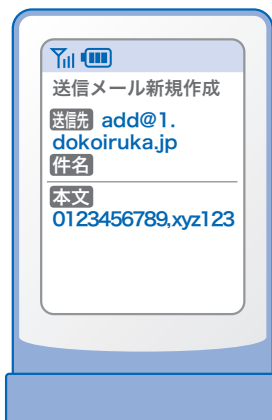 送信メール新規作成
送信先 add@1.
dokoiruka.jp
件名
本文
0123456789,xyz123